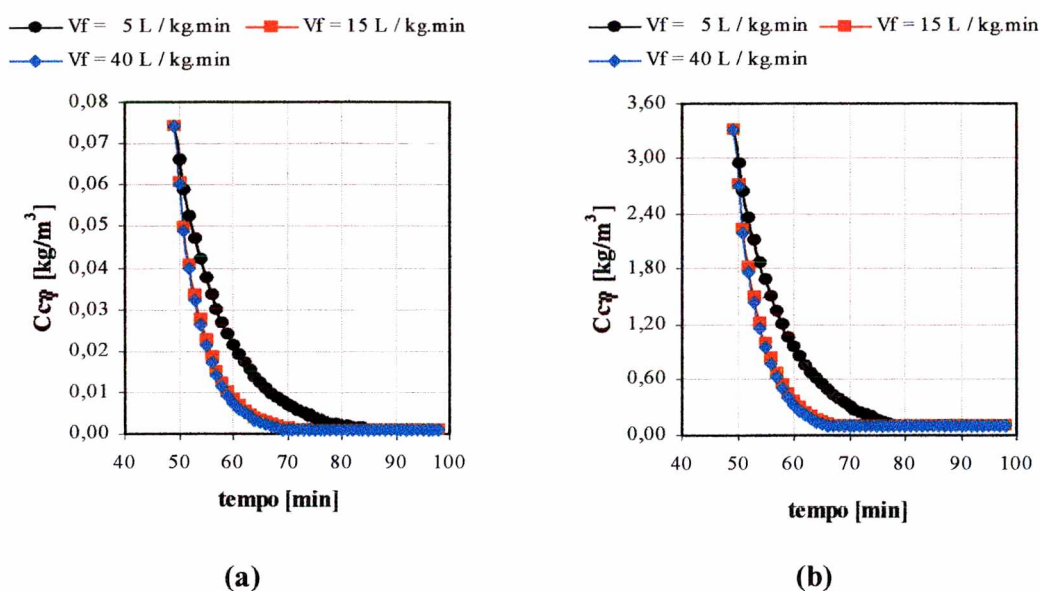 Vf = 5 L / kg.min Vf = 15 L / kg.min
Vf = 40 L / kg.min
0,08
0,07
0,06
0,05
0,04
0,03
0,02
0,01
0,00
40 50 60 70 80 90 100
[kg/m³]
tempo [min]
(a)
Vf = 5 L / kg.min Vf = 15 L / kg.min
Vf = 40 L / kg.min
3,60
3,00
2,40
1,80
1,20
0,60
0,00
40 50 60 70 80 90 100
[kg/m³]
tempo [min]
(b)